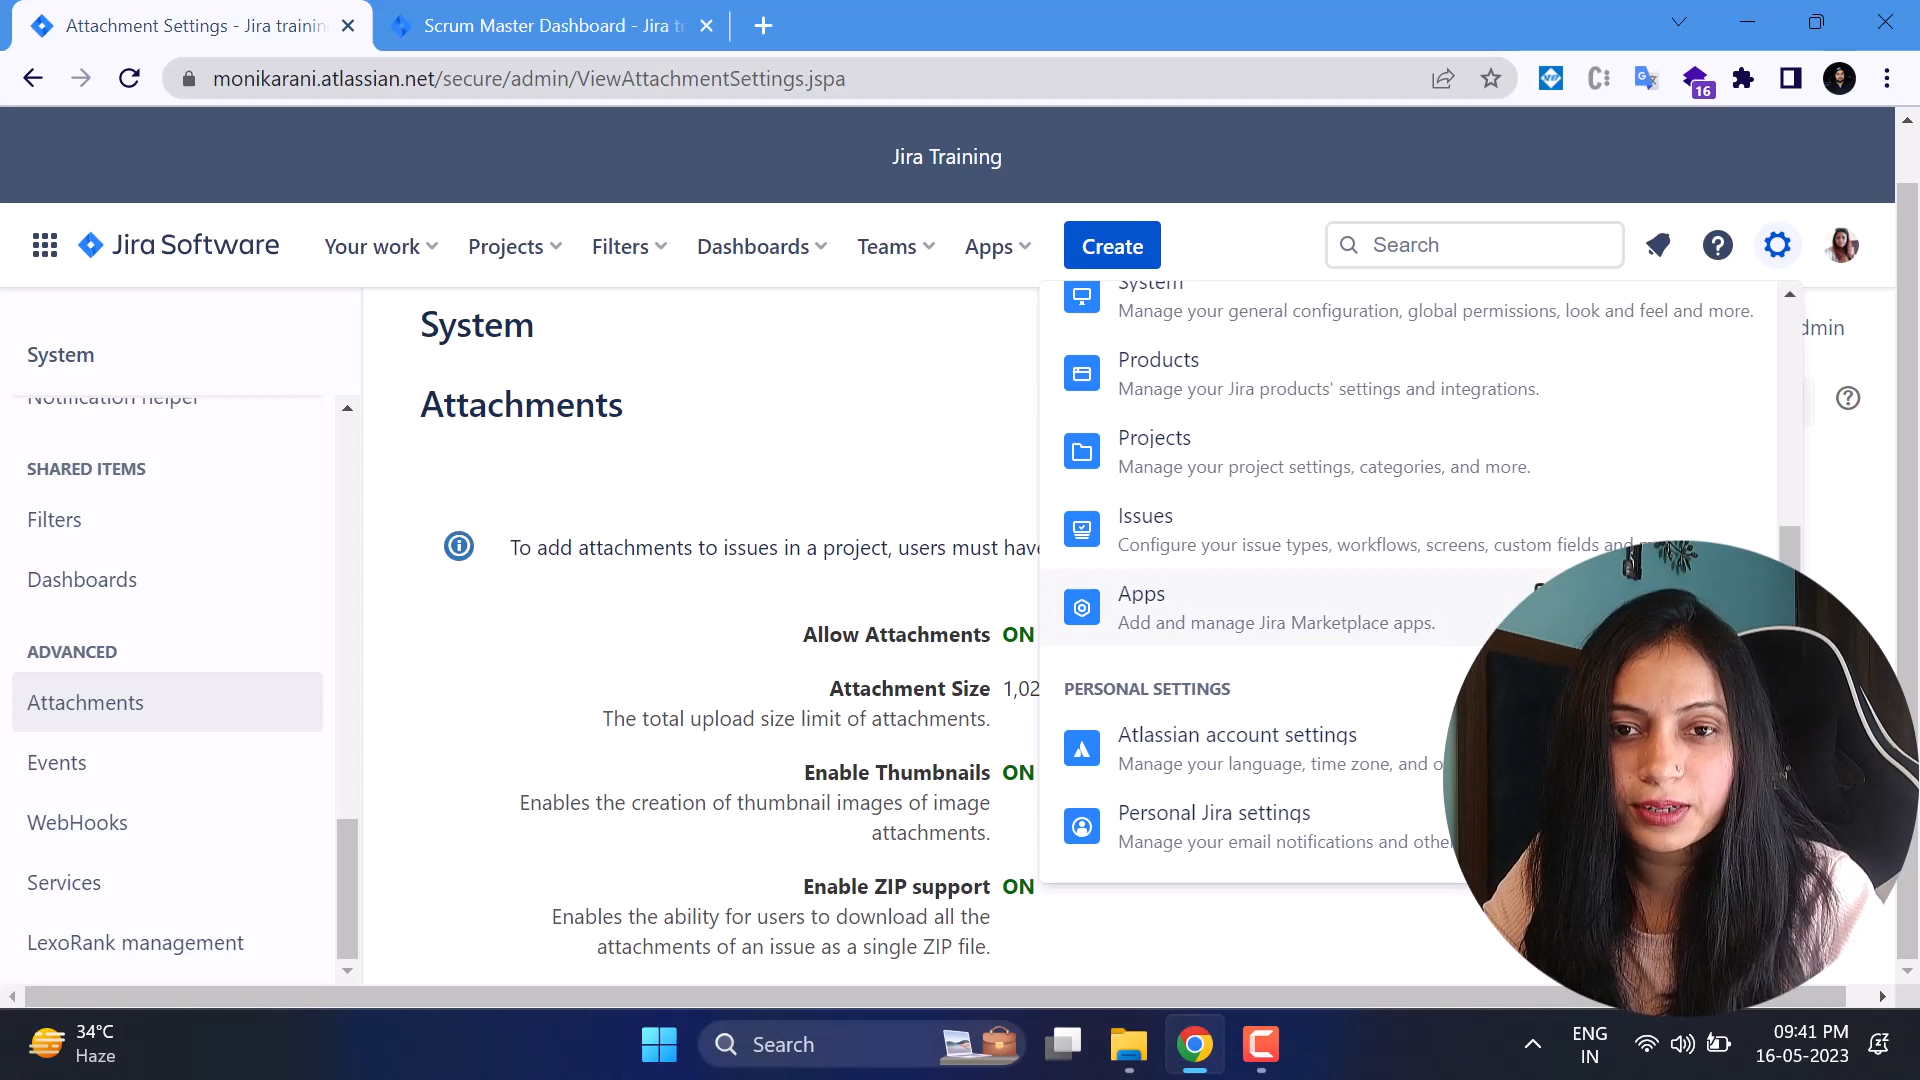 Attachment Settings - Jira trainin
Scrum Master Dashboard - Jira tr
monikarani.atlassian.net/secure/admin/ViewAttachmentSettings.jspa
16
Jira Training
Jira Software
Your work
Projects
Filters
Dashboards
Teams
Apps
Create
Search
System
Notification helper
SHARED ITEMS
Filters
Dashboards
ADVANCED
Attachments
Events
WebHooks
Services
LexoRank management
System
Attachments
dmin
To add attachments to issues in a project, users must have
Allow Attachments ON
Attachment Size 1,02
The total upload size limit of attachments.
Enable Thumbnails ON
Enables the creation of thumbnail images of image
attachments.
Enable ZIP support ON
Enables the ability for users to download all the
attachments of an issue as a single ZIP file.
System
Manage your general configuration, global permissions, look and feel and more.
Products
Manage your Jira products' settings and integrations.
Projects
Manage your project settings, categories, and more.
Issues
Configure your issue types, workflows, screens, custom fields and
Apps
Add and manage Jira Marketplace apps.
PERSONAL SETTINGS
Atlassian account settings
Manage your language, time zone, and o
Personal Jira settings
Manage your email notifications and othe
34°C
Haze
Search
ENG
IN
09:41 PM
16-05-2023